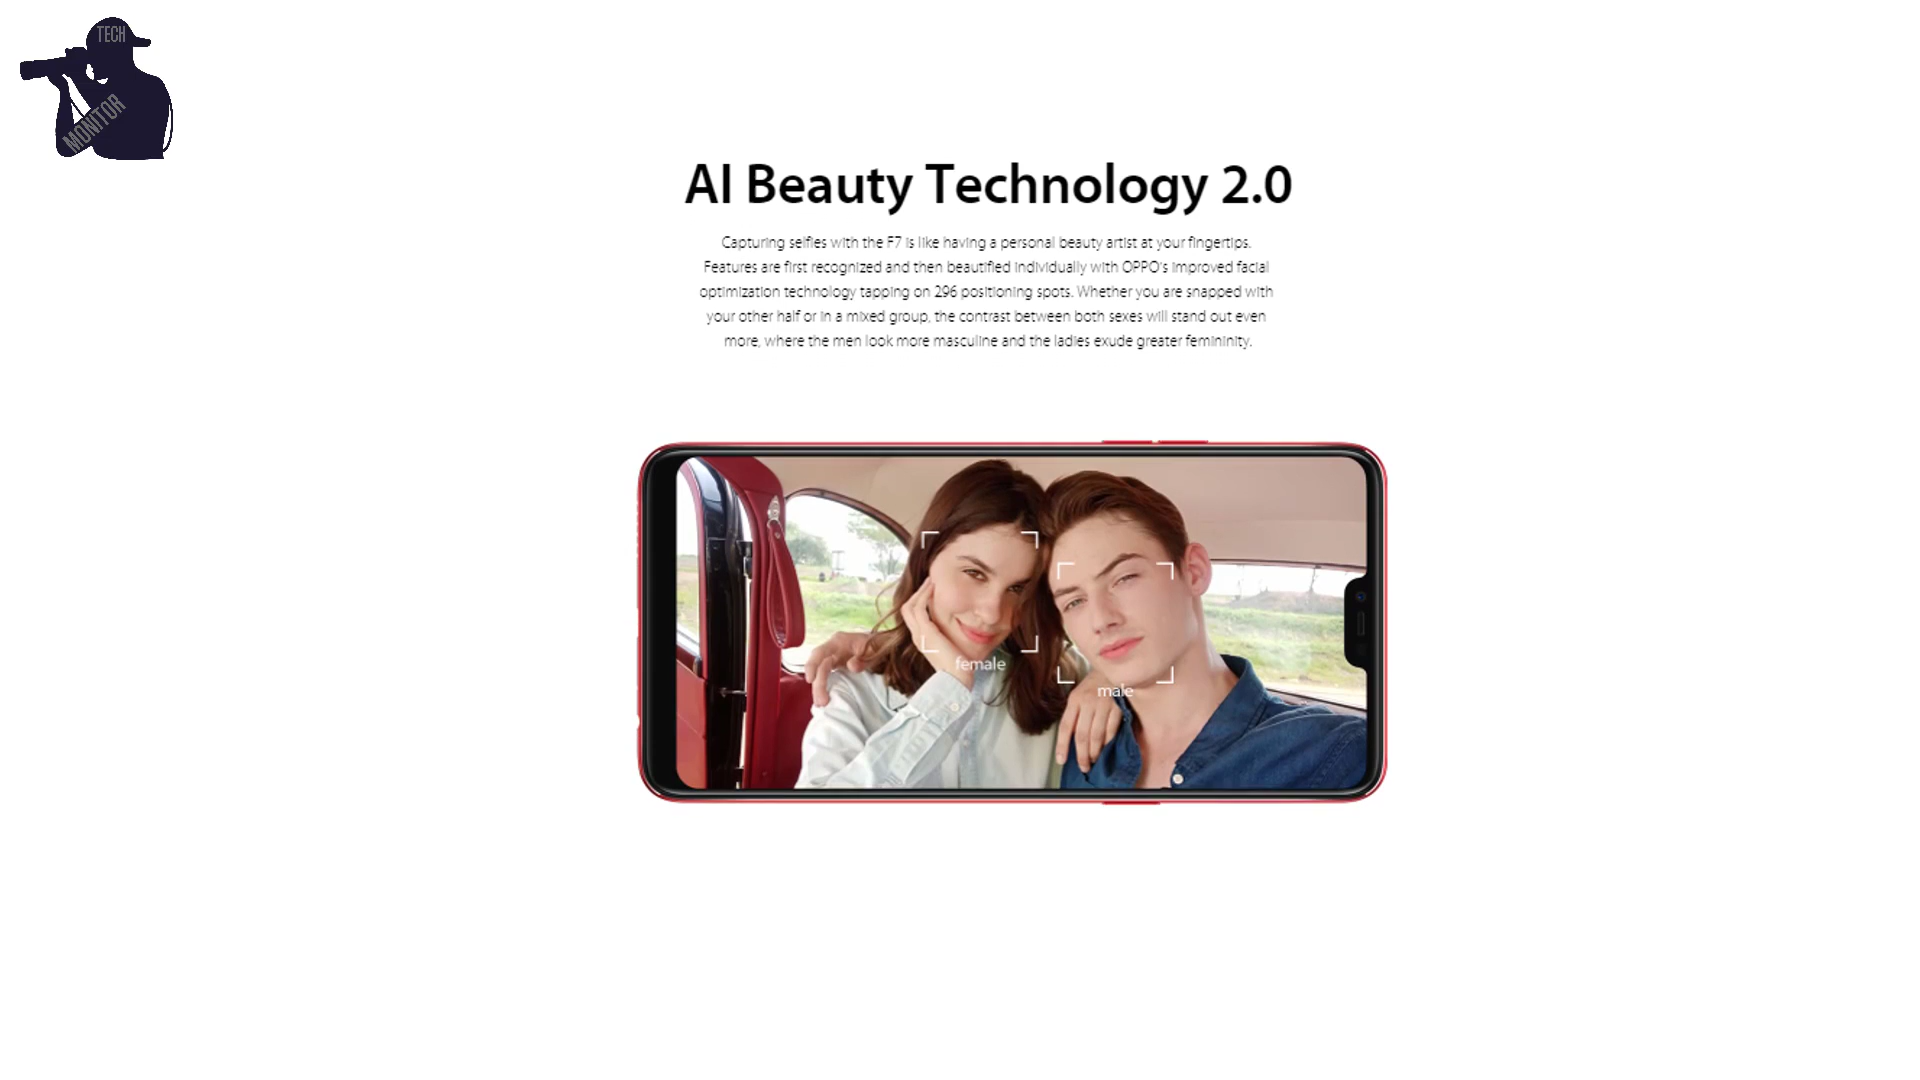 TECH
MONITOR
AI Beauty Technology 2.0
Capturing selfies with the F7 is like having a personal beauty artist at your fingertips.
Features are first recognized and then beautified individually with OPPO's improved facial
optimization technology tapping on 296 positioning spots. Whether you are snapped with
your other half or in a mixed group, the contrast between both sexes will stand out even
more, where the men look more masculine and the ladies exude greater femininity.
female
male